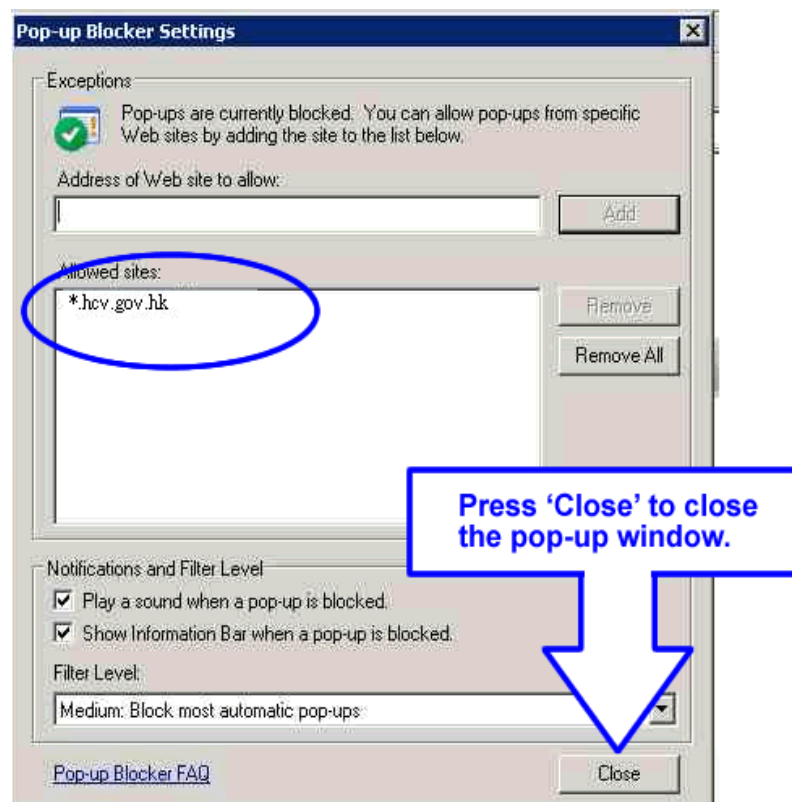 Pop-up Blocker Settings
Exceptions
Pop-ups are currently blocked. You can allow pop-ups from specific
Web sites by adding the site to the list below.
Address of Web site to allow:
Add
Allowed sites:
*.hcv.gov.hk
Remove
Remove All
Press ‘Close’ to close
the pop-up window.
Notifications and Filter Level
Play a sound when a pop-up is blocked.
Show Information Bar when a pop-up is blocked.
Filter Level:
Medium: Block most automatic pop-ups
Pop-up Blocker FAQ
Close